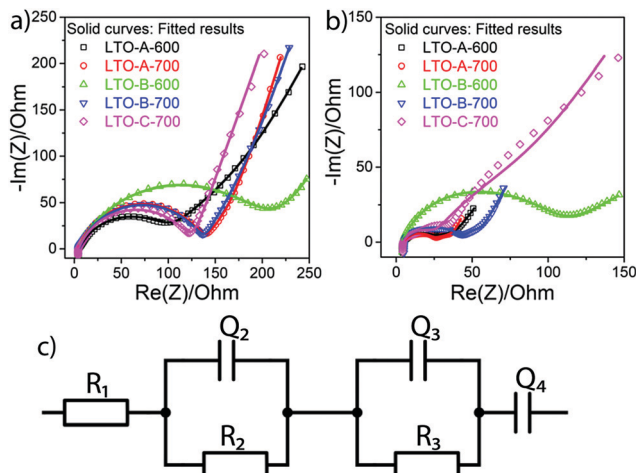 a)
Solid curves: Fitted results
LTO-A-600
LTO-A-700
LTO-B-600
LTO-B-700
LTO-C-700
250
200
150
100
50
0
0 50 100 150 200 250
-Im(Z)/Ohm
Re(Z)/Ohm
b)
Solid curves: Fitted results
LTO-A-600
LTO-A-700
LTO-B-600
LTO-B-700
LTO-C-700
150
100
50
0
0 50 100 150
-Im(Z)/Ohm
Re(Z)/Ohm
c)
Q2
Q3
R1
Q4
R2
R3